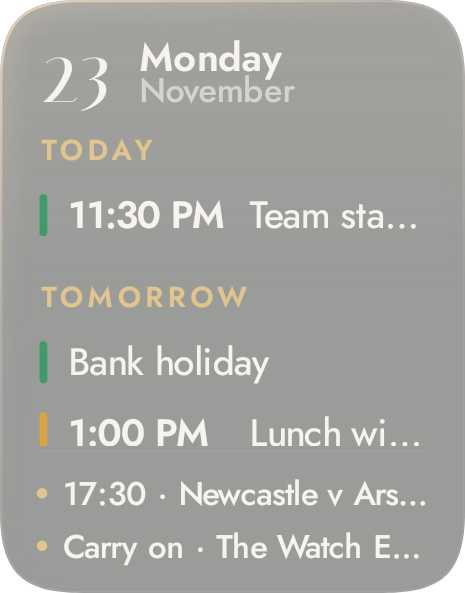 23 Monday
November
TODAY
11:30 PM Team sta...
TOMORROW
Bank holiday
1:00 PM Lunch wi...
17:30 · Newcastle v Ars...
Carry on · The Watch E...